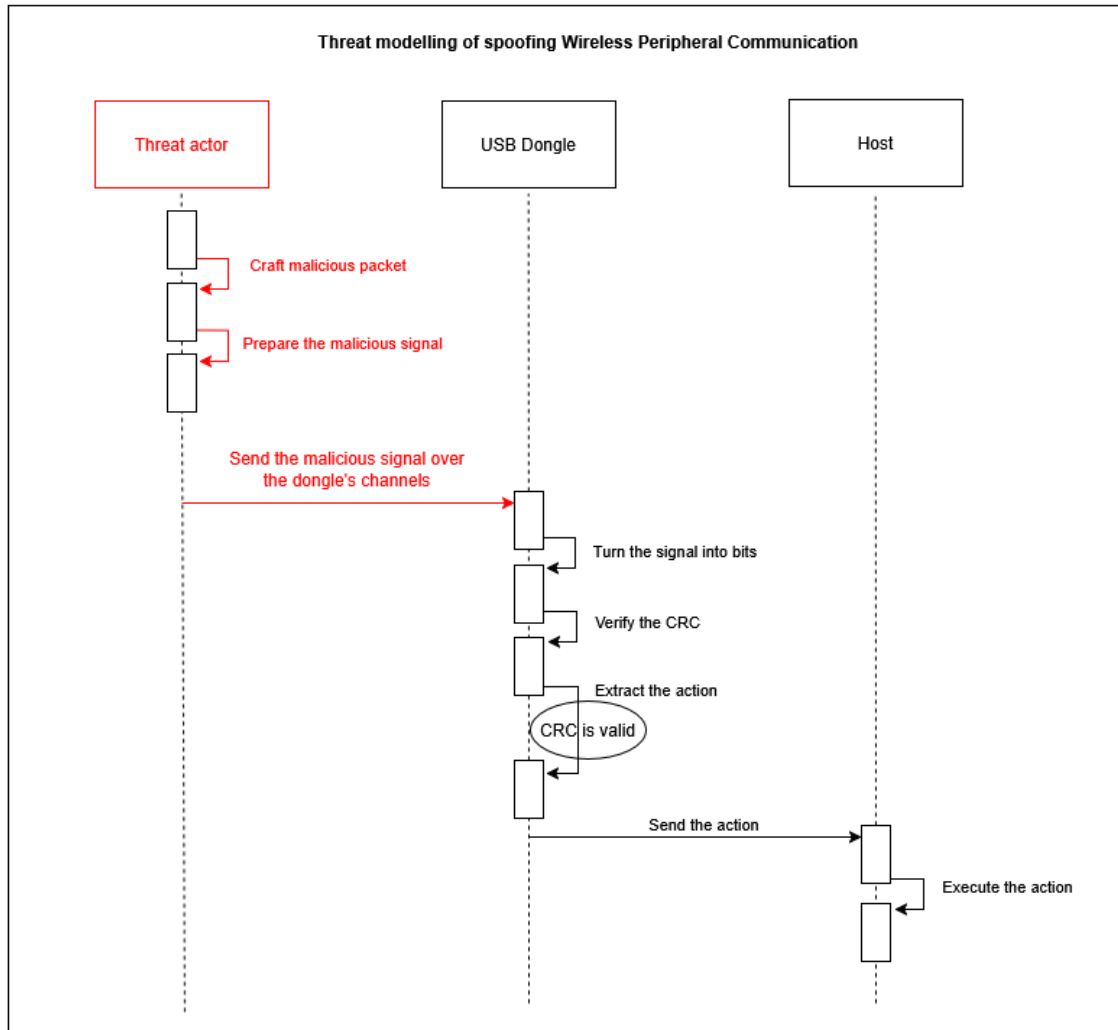 Threat modelling of spoofing Wireless Peripheral Communication
Threat actor
USB Dongle
Host
Craft malicious packet
Prepare the malicious signal
Send the malicious signal over
the dongle's channels
Turn the signal into bits
Verify the CRC
Extract the action
CRC is valid
Send the action
Execute the action